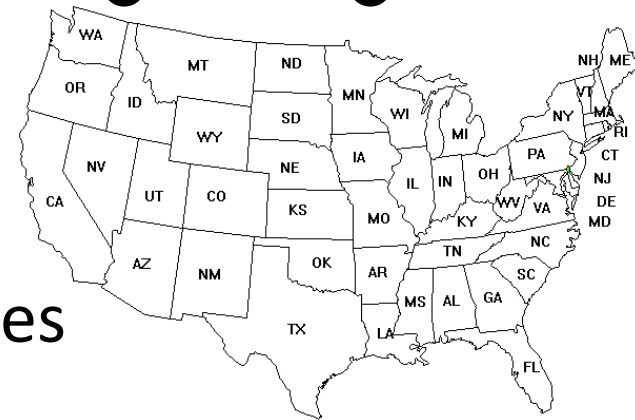 WA
MT
ND
MN
NH
ME
VT
OR
ID
SD
WI
MI
NY
MA
RI
WY
IA
PA
CT
NV
NE
IL
IN
OH
NJ
CA
UT
CO
KS
MO
KY
WV
VA
DE
MD
AZ
NM
OK
AR
TN
NC
SC
MS
AL
GA
TX
LA
FL
es